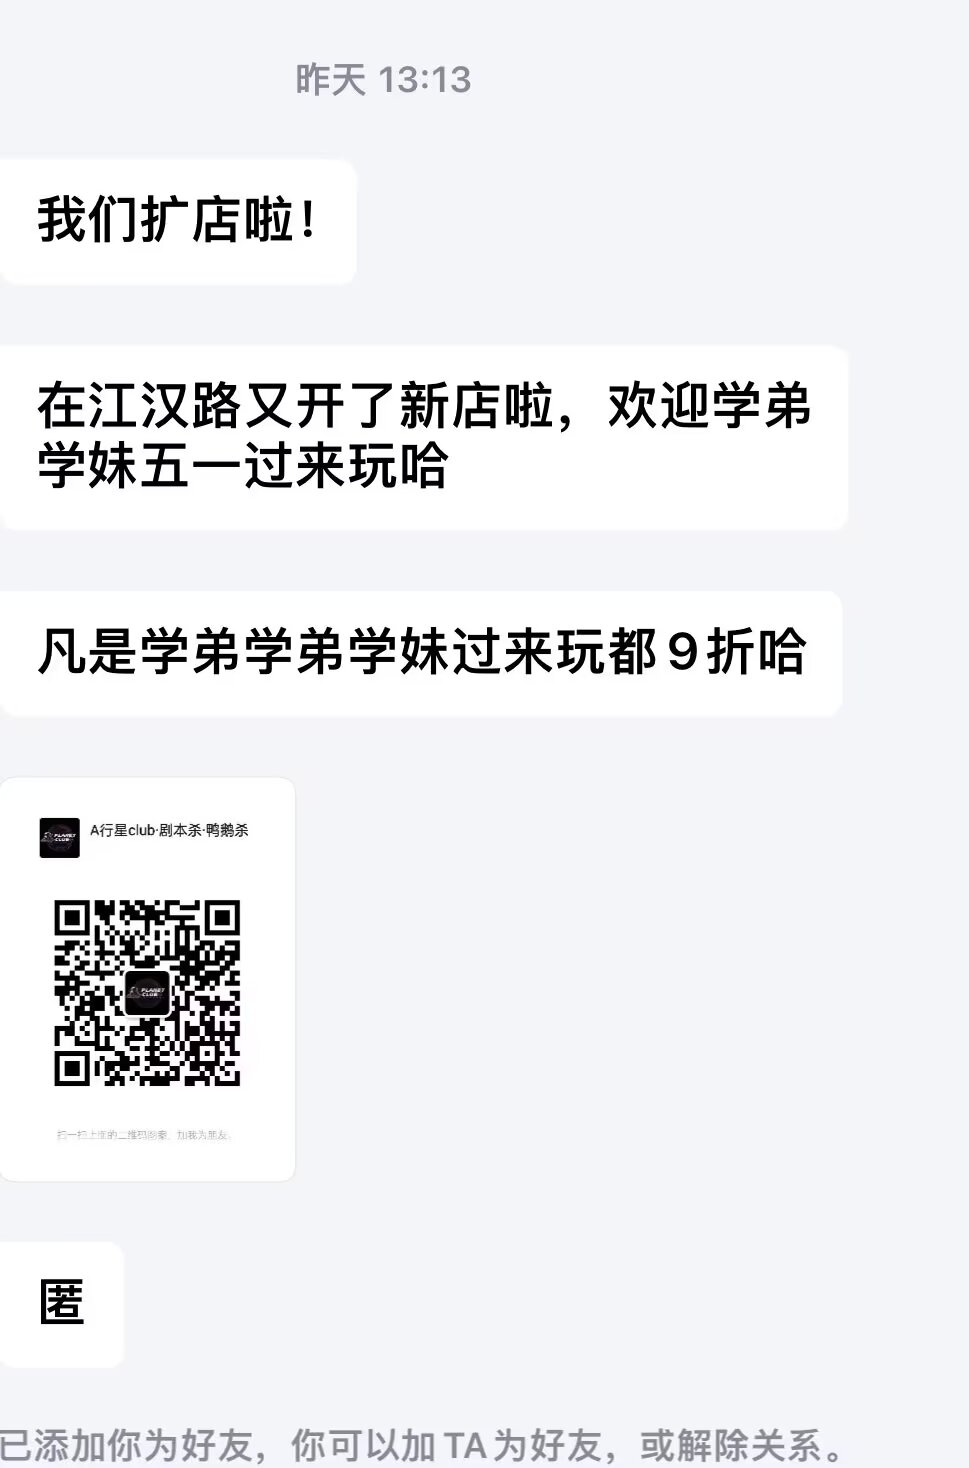 昨天 13:13
我们扩店啦！
在江汉路又开了新店啦，欢迎学弟
学妹五一过来玩哈
凡是学弟学弟学妹过来玩都9折哈
A行星club·剧本杀·鸭鹅杀
PLANET
CLUB
PLANET
CLUB
扫一扫上面的二维码图案，加我为朋友。
匿
已添加你为好友，你可以加TA为好友，或解除关系。